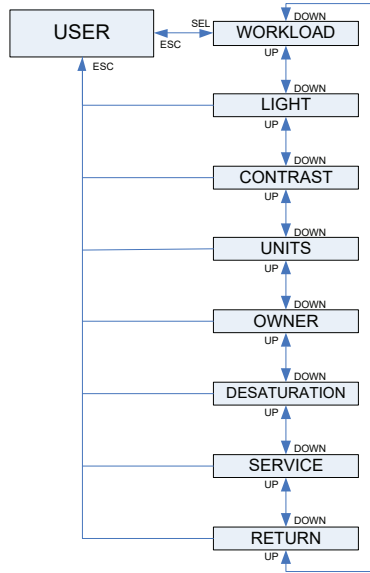 USER
SEL
ESC
ESC
DOWN
WORKLOAD
UP
DOWN
LIGHT
UP
DOWN
CONTRAST
UP
DOWN
UNITS
UP
DOWN
OWNER
UP
DOWN
DESATURATION
UP
DOWN
SERVICE
UP
DOWN
RETURN
UP